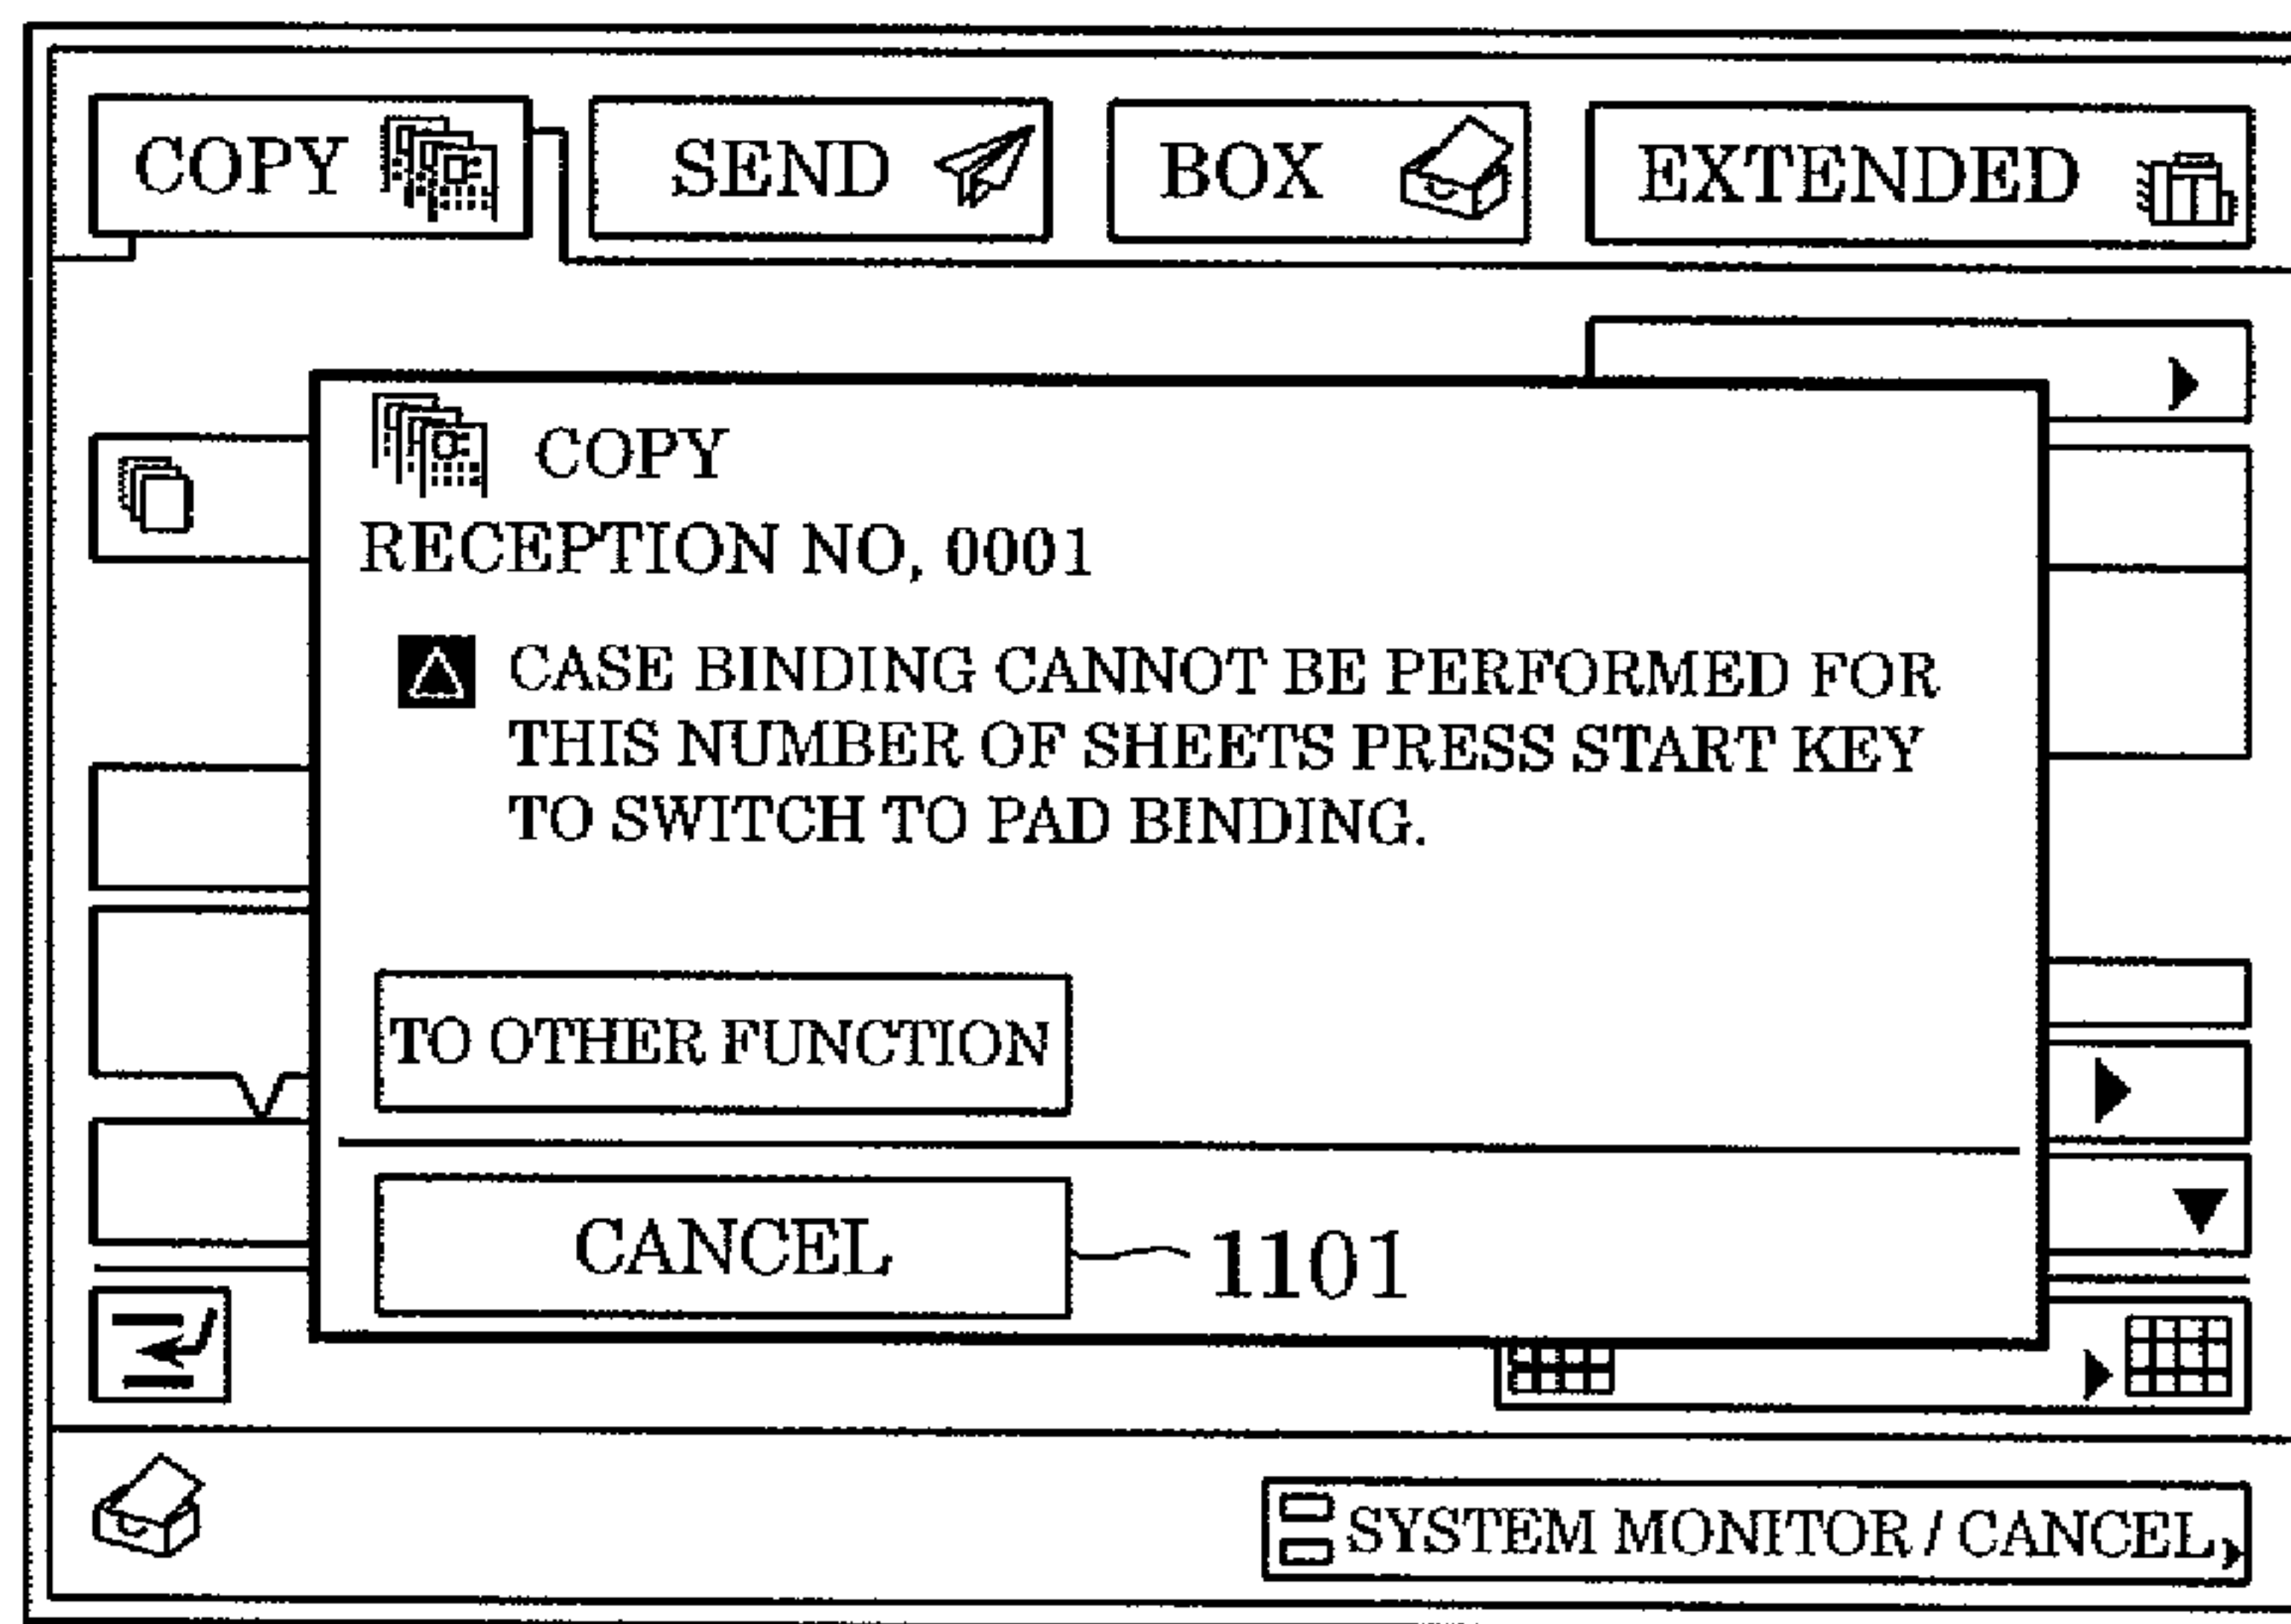 COPY SEND BOX EXTENDED
COPY
RECEPTION NO, 0001
CASE BINDING CANNOT BE PERFORMED FOR
THIS NUMBER OF SHEETS PRESS START KEY
TO SWITCH TO PAD BINDING.
TO OTHER FUNCTION
CANCEL 1101
SYSTEM MONITOR / CANCEL